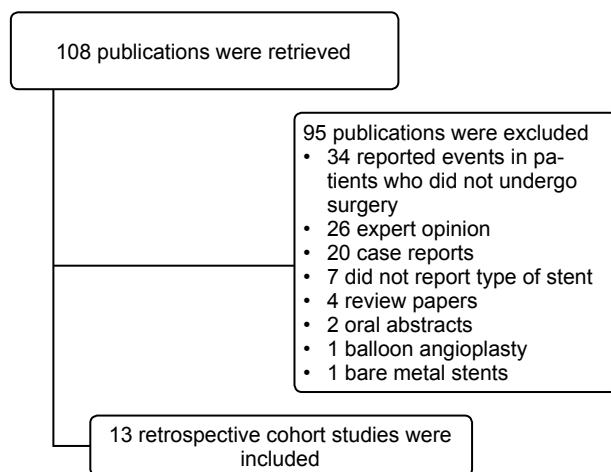 108 publications were retrieved
95 publications were excluded
• 34 reported events in pa-
tients who did not undergo
surgery
• 26 expert opinion
• 20 case reports
• 7 did not report type of stent
• 4 review papers
• 2 oral abstracts
• 1 balloon angioplasty
• 1 bare metal stents
13 retrospective cohort studies were
included